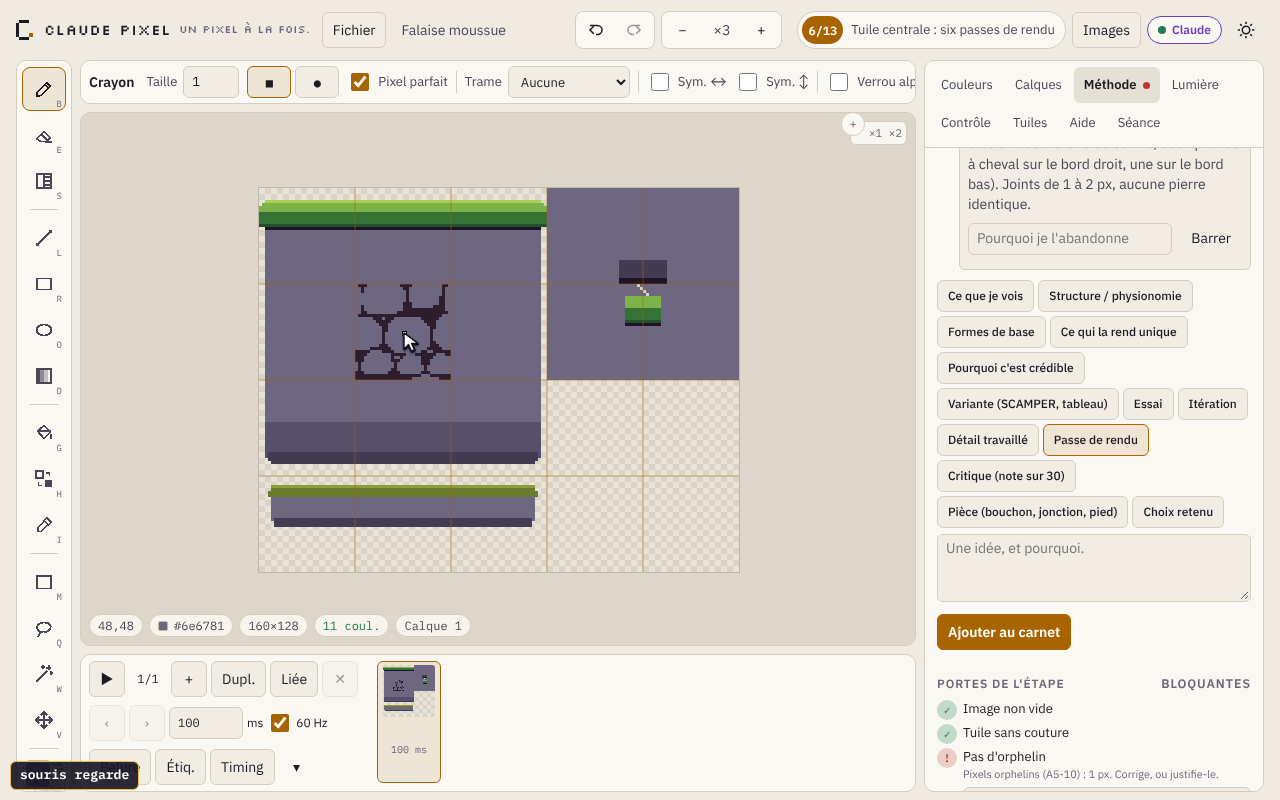 CLAUDE PIXEL UN PIXEL À LA FOIS. Fichier Falaise moussue − ×3 + 6/13 Tuile centrale : six passes de rendu Images Claude
Crayon Taille 1 Pixel parfait Trame Aucune Sym. ↔ Sym. ↕ Verrou alp
Couleurs Calques Méthode Lumière
Contrôle Tuiles Aide Séance
B
E
S
L
R
O
D
G
H
I
M
Q
W
V
+ ×1 ×2
à cheval sur le bord droit, une sur le bord
bas). Joints de 1 à 2 px, aucune pierre
identique.
Pourquoi je l'abandonne Barrer
Ce que je vois Structure / physionomie
Formes de base Ce qui la rend unique
Pourquoi c'est crédible
Variante (SCAMPER, tableau) Essai Itération
Détail travaillé Passe de rendu
Critique (note sur 30)
Pièce (bouchon, jonction, pied) Choix retenu
Une idée, et pourquoi.
Ajouter au carnet
PORTES DE L'ÉTAPE BLOQUANTES
✓ Image non vide
✓ Tuile sans couture
! Pas d'orphelin
Pixels orphelins (A5-10) : 1 px. Corrige, ou justifie-le.
48,48 #6e6781 160×128 11 coul. Calque 1
1/1 + Dupl. Liée ✕
‹ › 100 ms 60 Hz
Étiq. Timing ▼
100 ms
souris regarde